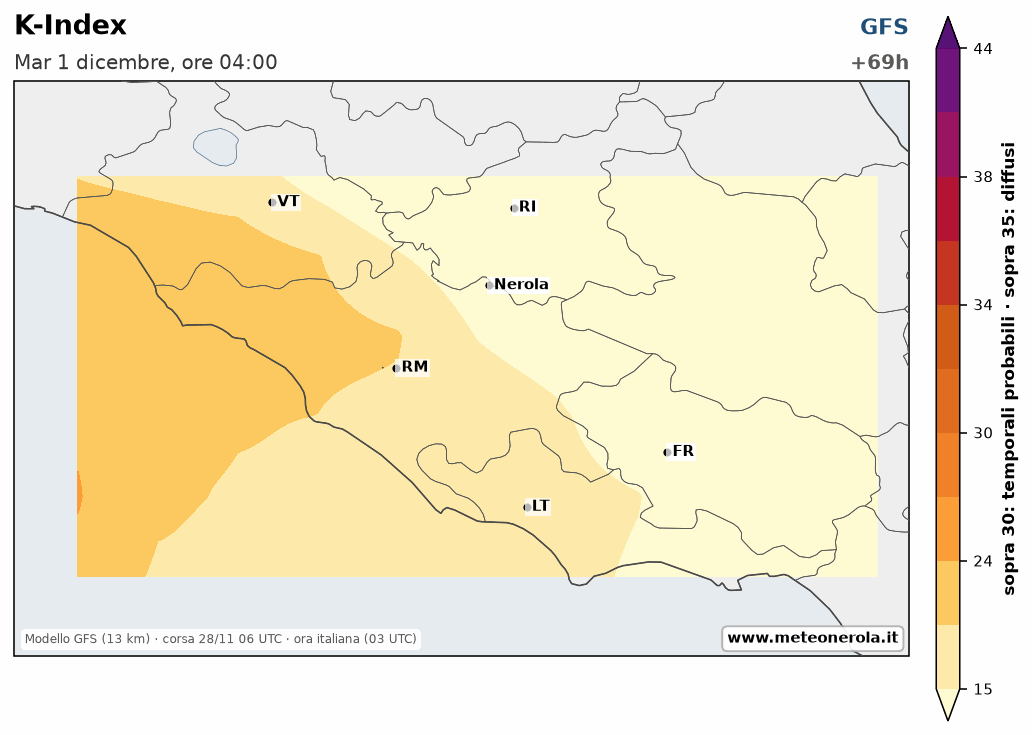 K-Index
GFS
Mar 1 dicembre, ore 04:00
+69h
VT
RI
Nerola
RM
FR
LT
Modello GFS (13 km) · corsa 28/11 06 UTC · ora italiana (03 UTC)
www.meteonerola.it
44
38
34
30
24
15
sopra 30: temporali probabili · sopra 35: diffusi